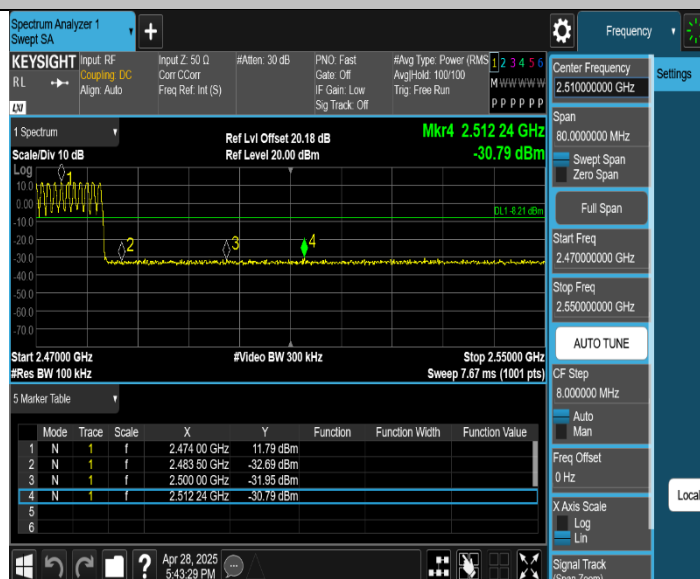 Spectrum Analyzer 1
Swept SA
+
Frequency
KEYSIGHT
RL
LXI
Input: RF
Coupling: DC
Align: Auto
Input Z: 50 Ω
Corr CCorr
Freq Ref: Int (S)
#Atten: 30 dB
PNO: Fast
Gate: Off
IF Gain: Low
Sig Track: Off
#Avg Type: Power (RMS
Avg|Hold: 100/100
Trig: Free Run
1 2 3 4 5 6
M W W W W W
P P P P P P
1 Spectrum
Scale/Div 10 dB
Ref Lvl Offset 20.18 dB
Ref Level 20.00 dBm
Mkr4 2.512 24 GHz
-30.79 dBm
Log
10.0
0.00
-10.0
-20.0
-30.0
-40.0
-50.0
-60.0
-70.0
1
2
3
4
DL1 -8.21 dBm
Start 2.47000 GHz
#Res BW 100 kHz
#Video BW 300 kHz
Stop 2.55000 GHz
Sweep 7.67 ms (1001 pts)
5 Marker Table
Mode Trace Scale X Y Function Function Width Function Value
1 N 1 f 2.474 00 GHz 11.79 dBm
2 N 1 f 2.483 50 GHz -32.69 dBm
3 N 1 f 2.500 00 GHz -31.95 dBm
4 N 1 f 2.512 24 GHz -30.79 dBm
5
6
?
Apr 28, 2025
5:43:29 PM
Center Frequency
2.510000000 GHz
Span
80.0000000 MHz
Swept Span
Zero Span
Full Span
Start Freq
2.470000000 GHz
Stop Freq
2.550000000 GHz
AUTO TUNE
CF Step
8.000000 MHz
Auto
Man
Freq Offset
0 Hz
X Axis Scale
Log
Lin
Signal Track
(Span Zoom)
Settings
Local